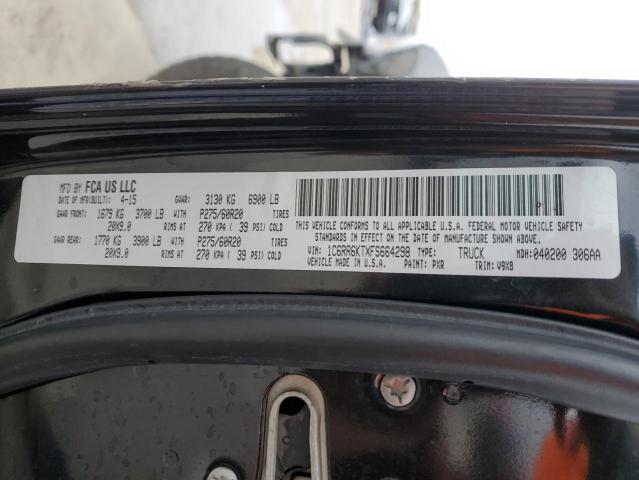 MFD BY FCA US LLC
DATE OF MFR(BUILT): 4-15 GVWR: 3130 KG 6900 LB
GAWR FRONT: 1679 KG 3700 LB WITH P275/60R20 TIRES
20X9.0 RIMS AT 270 KPA ( 39 PSI) COLD
GAWR REAR: 1770 KG 3900 LB WITH P275/60R20 TIRES
20X9.0 RIMS AT 270 KPA ( 39 PSI) COLD
THIS VEHICLE CONFORMS TO ALL APPLICABLE U.S.A. FEDERAL MOTOR VEHICLE SAFETY
STANDARDS IN EFFECT ON THE DATE OF MANUFACTURE SHOWN ABOVE.
VIN: 1C6RR6KTXFS664298 TYPE: TRUCK MDH: 040200 306AA
VEHICLE MADE IN U.S.A. PAINT: PXR TRIM: V9X8